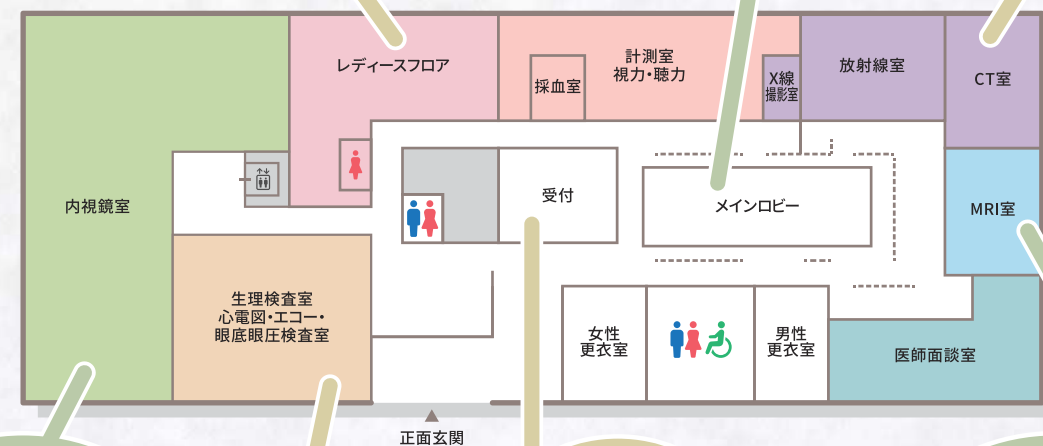 レディースフロア
計測室
視力・聴力
採血室
X線
撮影室
放射線室
CT室
内視鏡室
受付
メインロビー
MRI室
生理検査室
心電図・エコー・
眼底眼圧検査室
女性
更衣室
男性
更衣室
医師面談室
正面玄関